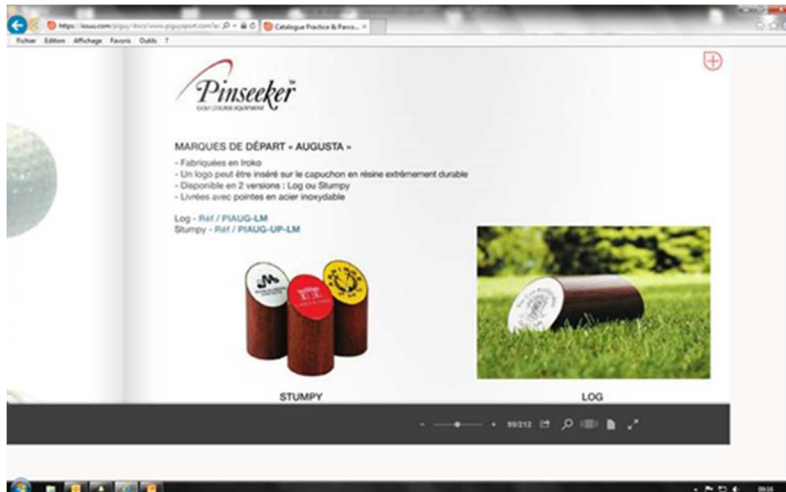 Catalogue Practice & Parco...
Fichier Edition Affichage Favoris Outils ?
Pinseeker
GOLF COURSE EQUIPMENT
MARQUES DE DÉPART « AUGUSTA »
- Fabriquées en Iroko
- Un logo peut être inséré sur le capuchon en résine extrêmement durable
- Disponible en 2 versions : Log ou Stumpy
- Livrées avec pointes en acier inoxydable
Log - Réf / PIAUG-LM
Stumpy - Réf / PIAUG-UP-LM
STUMPY
LOG
99/212
09:16